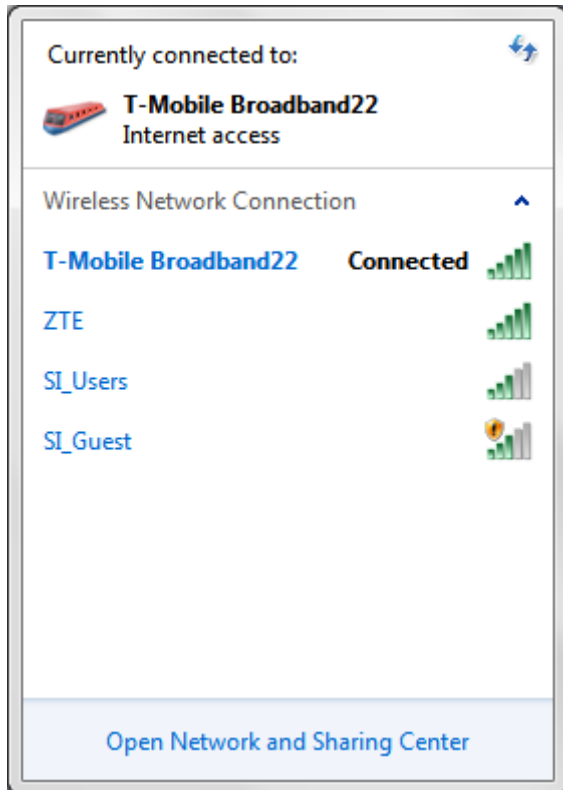 Currently connected to:
T-Mobile Broadband22
Internet access
Wireless Network Connection
T-Mobile Broadband22 Connected
ZTE
SI_Users
SI_Guest
Open Network and Sharing Center